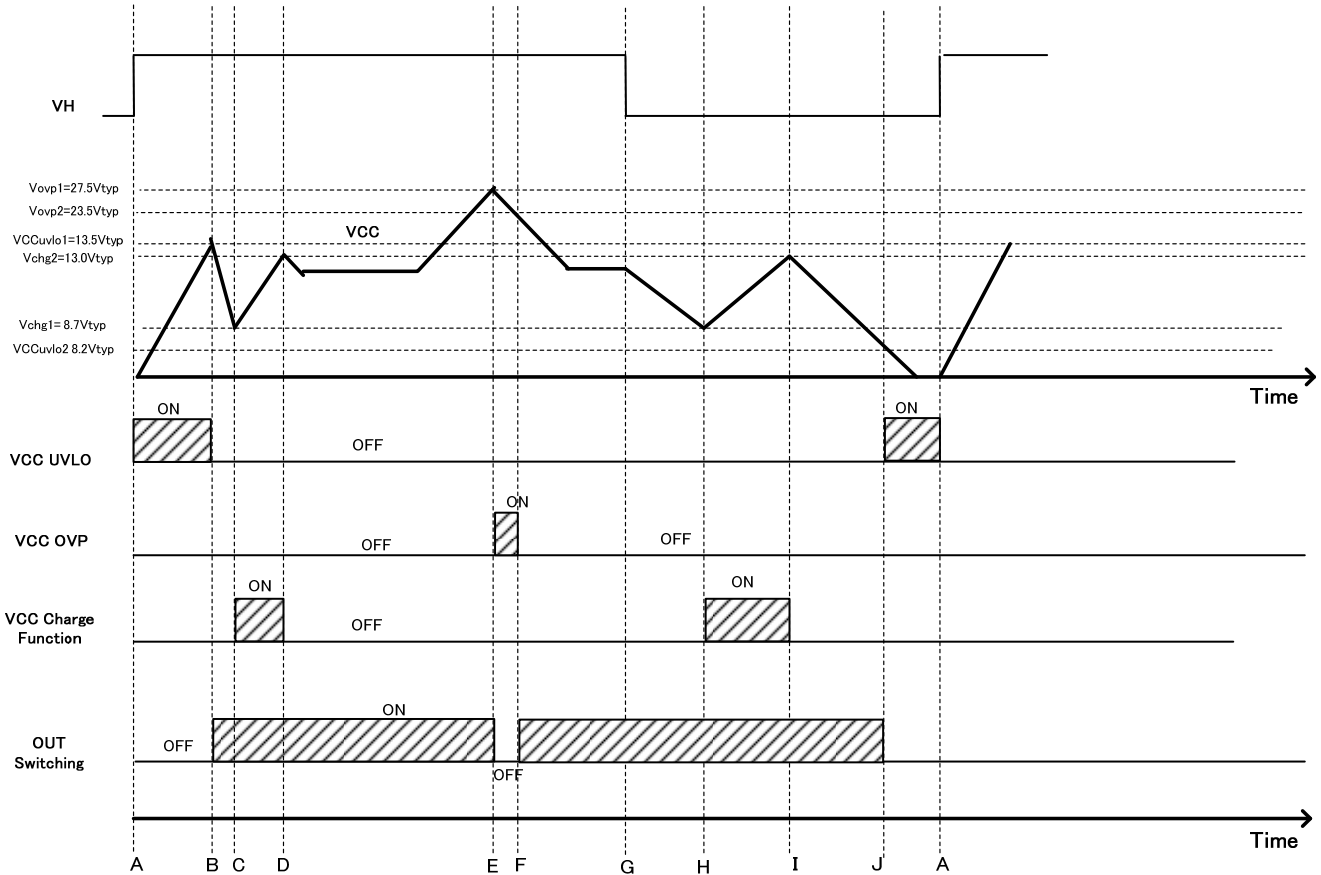 VH
Vovp1=27.5Vtyp
Vovp2=23.5Vtyp
VCCuvlo1=13.5Vtyp
Vchg2=13.0Vtyp
VCC
Vchg1= 8.7Vtyp
VCCuvlo2 8.2Vtyp
Time
ON
ON
OFF
VCC UVLO
ON
VCC OVP
OFF
OFF
ON
ON
VCC Charge
Function
OFF
ON
OUT
Switching
OFF
OFF
Time
A B C D E F G H I J A